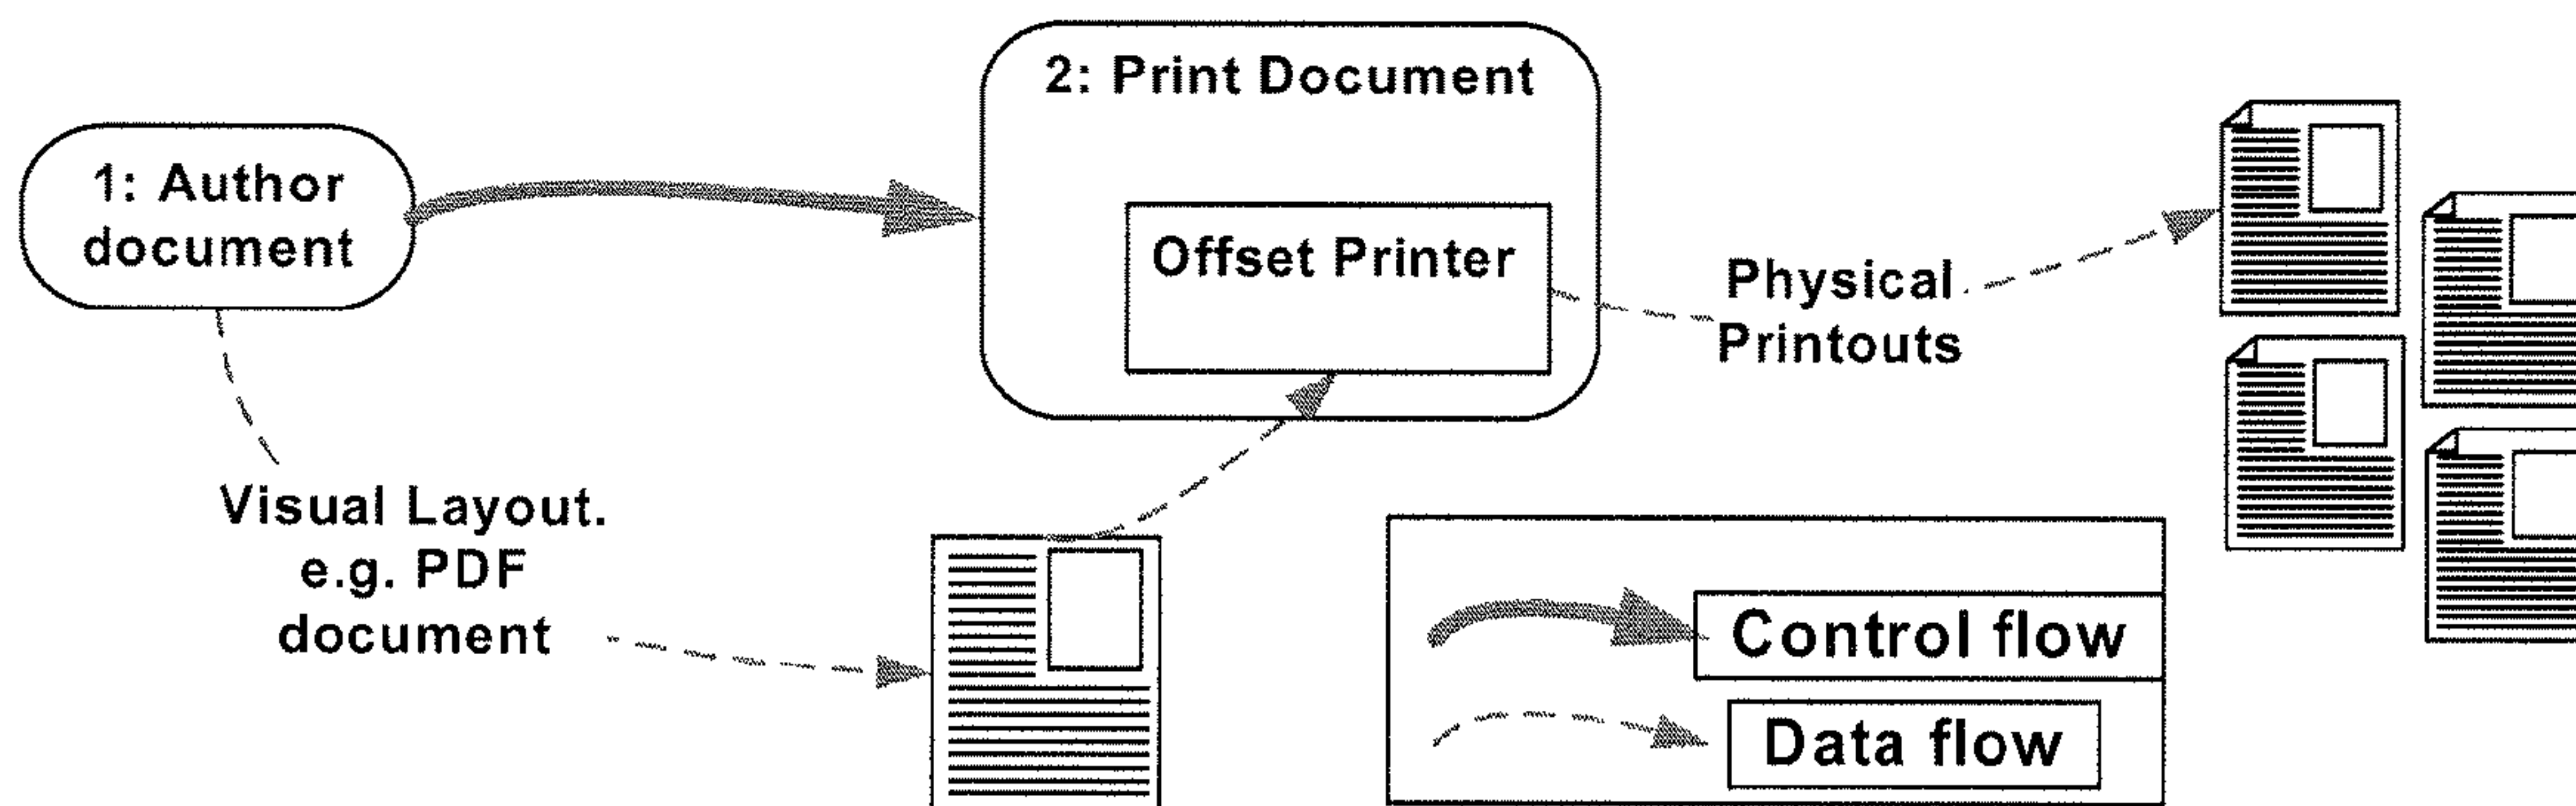 1: Author
document
2: Print Document
Offset Printer
Physical
Printouts
Visual Layout.
e.g. PDF
document
Control flow
Data flow